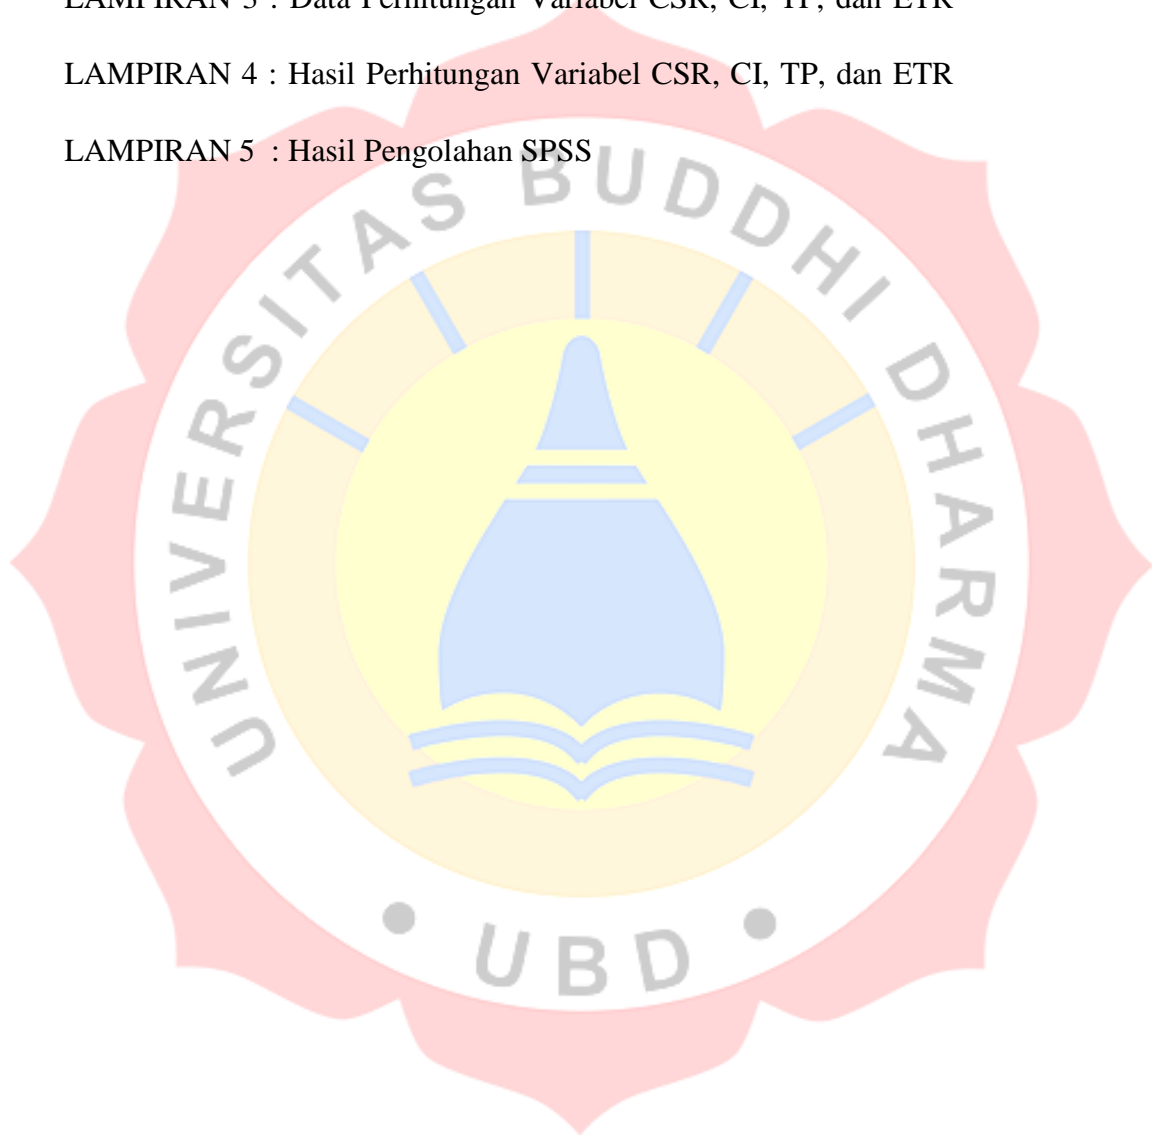 LAMPIRAN 3 : Data Perhitungan Variabel CSR, CI, TP, dan ETR
LAMPIRAN 4 : Hasil Perhitungan Variabel CSR, CI, TP, dan ETR
LAMPIRAN 5 : Hasil Pengolahan SPSS
UNIVERSITAS BUDDHI DHARMA
• UBD •